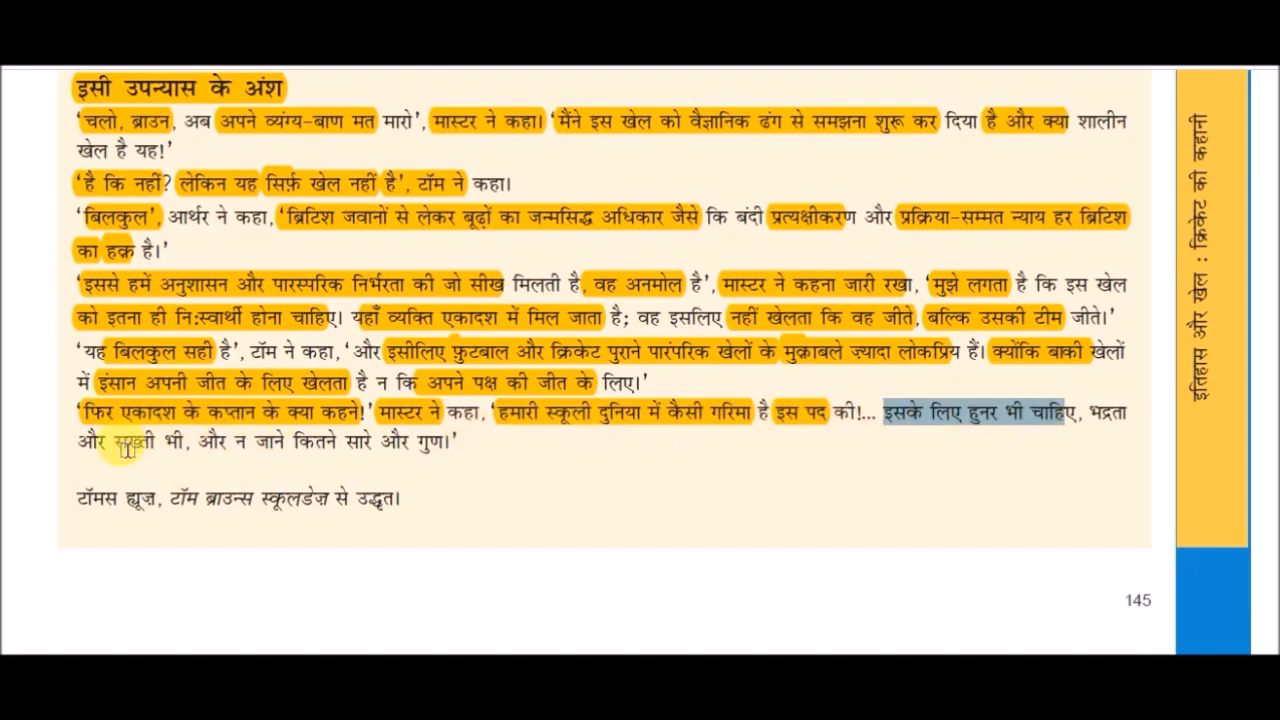 इसी उपन्यास के अंश
'चलो, ब्राउन, अब अपने व्यंग्य-बाण मत मारो', मास्टर ने कहा। 'मैंने इस खेल को वैज्ञानिक ढंग से समझना शुरू कर दिया है और क्या शालीन
खेल है यह!'
'है कि नहीं? लेकिन यह सिर्फ़ खेल नहीं है', टॉम ने कहा।
'बिलकुल', आर्थर ने कहा, 'ब्रिटिश जवानों से लेकर बूढ़ों का जन्मसिद्ध अधिकार जैसे कि बंदी प्रत्यक्षीकरण और प्रक्रिया-सम्मत न्याय हर ब्रिटिश
का हक़ है।'
'इससे हमें अनुशासन और पारस्परिक निर्भरता की जो सीख मिलती है, वह अनमोल है', मास्टर ने कहना जारी रखा, 'मुझे लगता है कि इस खेल
को इतना ही नि:स्वार्थी होना चाहिए। यहाँ व्यक्ति एकादश में मिल जाता है; वह इसलिए नहीं खेलता कि वह जीते, बल्कि उसकी टीम जीते।'
'यह बिलकुल सही है', टॉम ने कहा, 'और इसीलिए फ़ुटबाल और क्रिकेट पुराने पारंपरिक खेलों के मुक़ाबले ज़्यादा लोकप्रिय हैं। क्योंकि बाकी खेलों
में इंसान अपनी जीत के लिए खेलता है न कि अपने पक्ष की जीत के लिए।'
'फिर एकादश के कप्तान के क्या कहने!' मास्टर ने कहा, 'हमारी स्कूली दुनिया में कैसी गरिमा है इस पद की!... इसके लिए हुनर भी चाहिए, भद्रता
और सख़्ती भी, और न जाने कितने सारे और गुण।'
टॉमस ह्यूज़, टॉम ब्राउन्स स्कूलडेज़ से उद्धृत।
145
इतिहास और खेल : क्रिकेट की कहानी